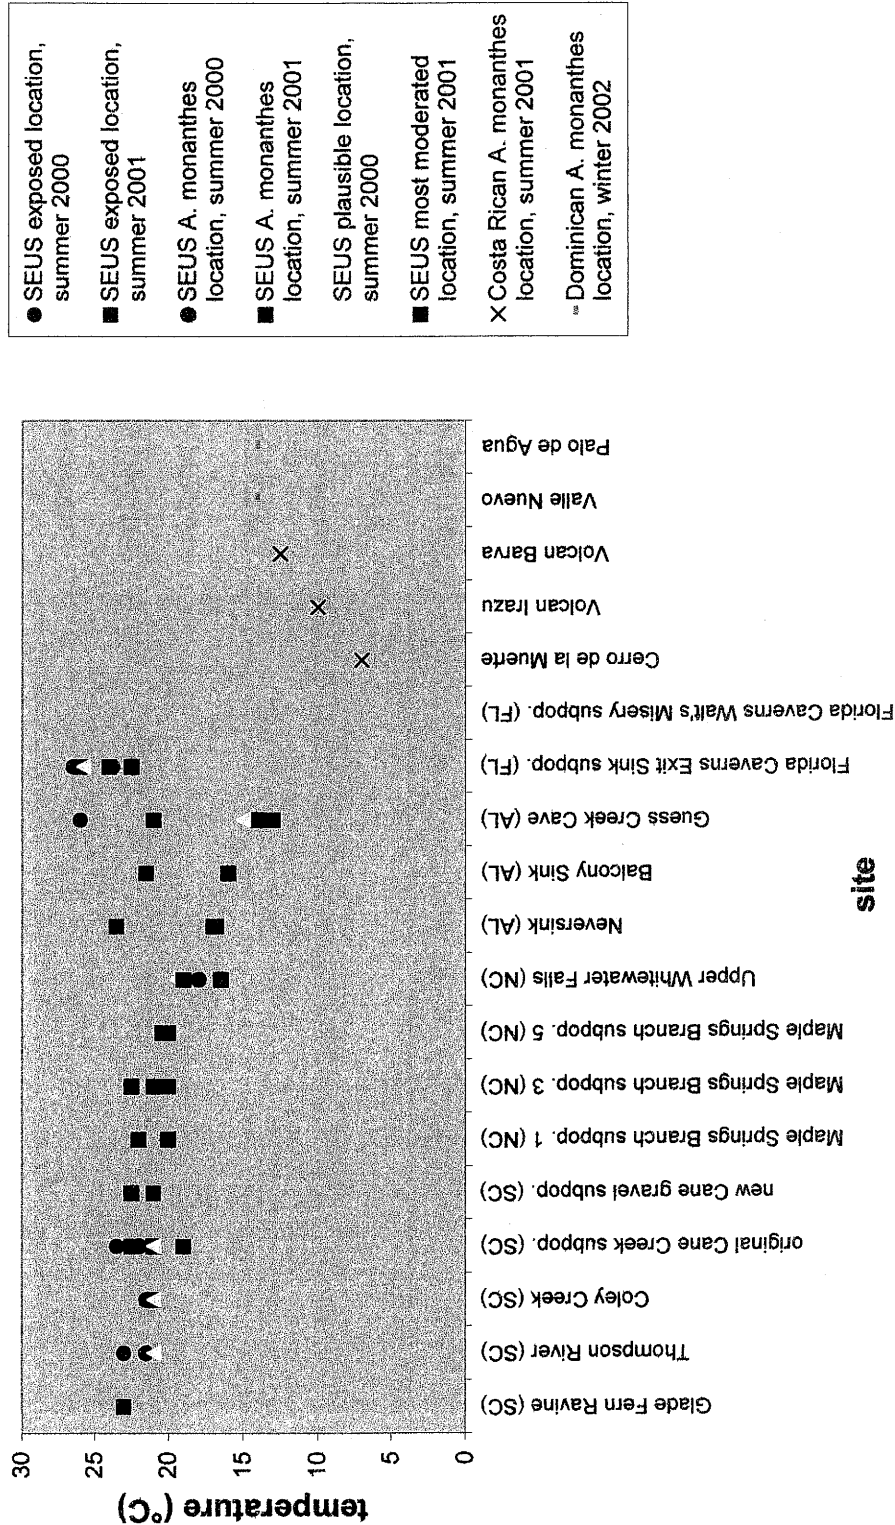 temperature (°C)
30
25
20
15
10
5
0
Glade Fern Ravine (SC)
Thompson River (SC)
Coley Creek (SC)
original Cane Creek subpop. (SC)
new Cane gravel subpop. (SC)
Maple Springs Branch subpop. 1 (NC)
Maple Springs Branch subpop. 3 (NC)
Maple Springs Branch subpop. 5 (NC)
Upper Whitewater Falls (NC)
Neversink (AL)
Balcony Sink (AL)
Guess Creek Cave (AL)
Florida Caverns Exit Sink subpop. (FL)
Florida Caverns Walt's Misery subpop. (FL)
Cerro de la Muerte
Volcan Irazu
Volcan Barva
Valle Nuevo
Palo de Agua
site
SEUS exposed location,
summer 2000
SEUS exposed location,
summer 2001
SEUS A. monanthes
location, summer 2000
SEUS A. monanthes
location, summer 2001
SEUS plausible location,
summer 2000
SEUS most moderated
location, summer 2001
Costa Rican A. monanthes
location, summer 2001
Dominican A. monanthes
location, winter 2002